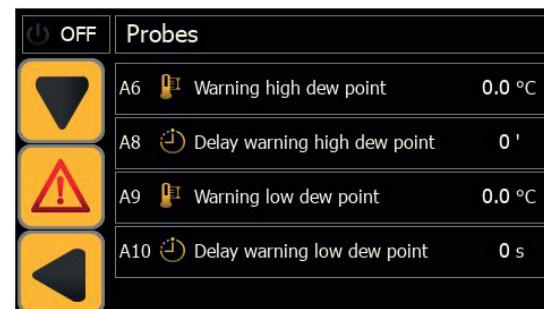 OFF Probes
A6 Warning high dew point 0.0 °C
A8 Delay warning high dew point 0 '
A9 Warning low dew point 0.0 °C
A10 Delay warning low dew point 0 s